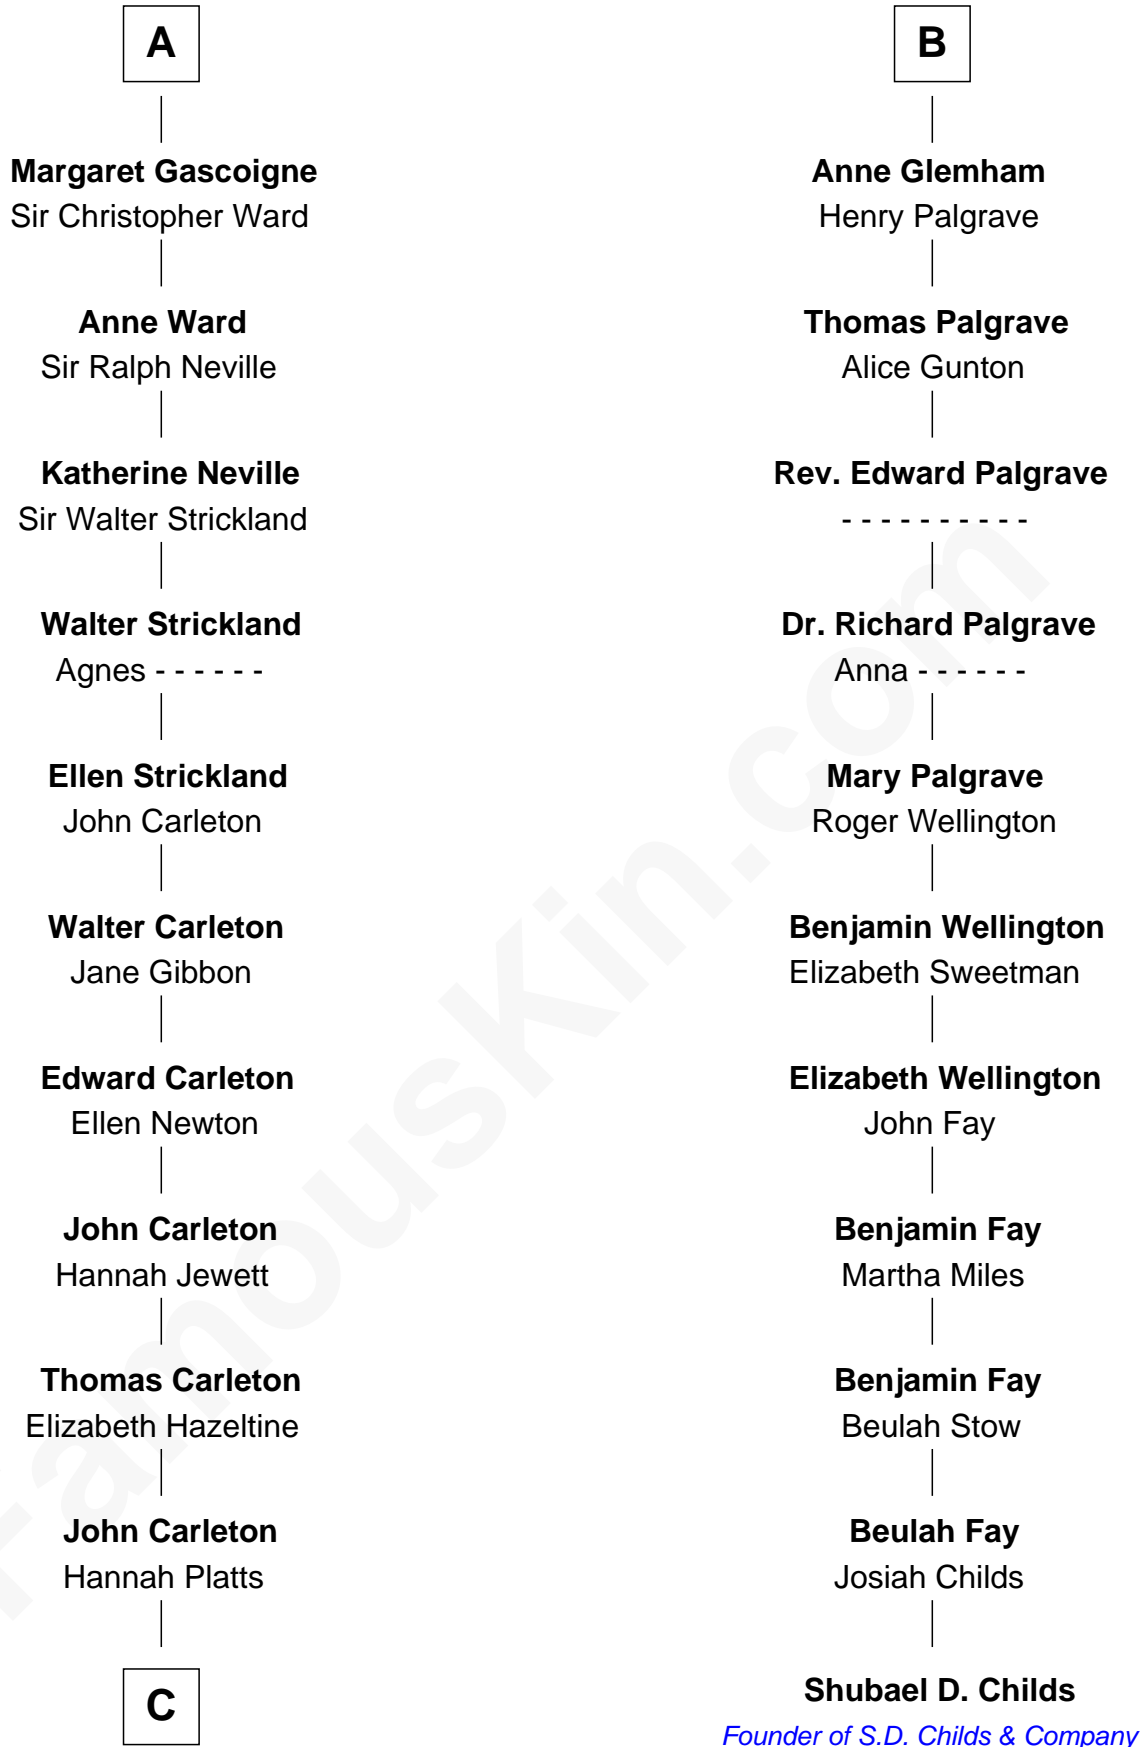 A
Margaret Gascoigne
Sir Christopher Ward
Anne Ward
Sir Ralph Neville
Katherine Neville
Sir Walter Strickland
Walter Strickland
Agnes - - - - - -
Ellen Strickland
John Carleton
Walter Carleton
Jane Gibbon
Edward Carleton
Ellen Newton
John Carleton
Hannah Jewett
Thomas Carleton
Elizabeth Hazeltine
John Carleton
Hannah Platts
C
B
Anne Glemham
Henry Palgrave
Thomas Palgrave
Alice Gunton
Rev. Edward Palgrave
- - - - - - - - - -
Dr. Richard Palgrave
Anna - - - - - -
Mary Palgrave
Roger Wellington
Benjamin Wellington
Elizabeth Sweetman
Elizabeth Wellington
John Fay
Benjamin Fay
Martha Miles
Benjamin Fay
Beulah Stow
Beulah Fay
Josiah Childs
Shubael D. Childs
Founder of S.D. Childs & Company
FamousKin.com